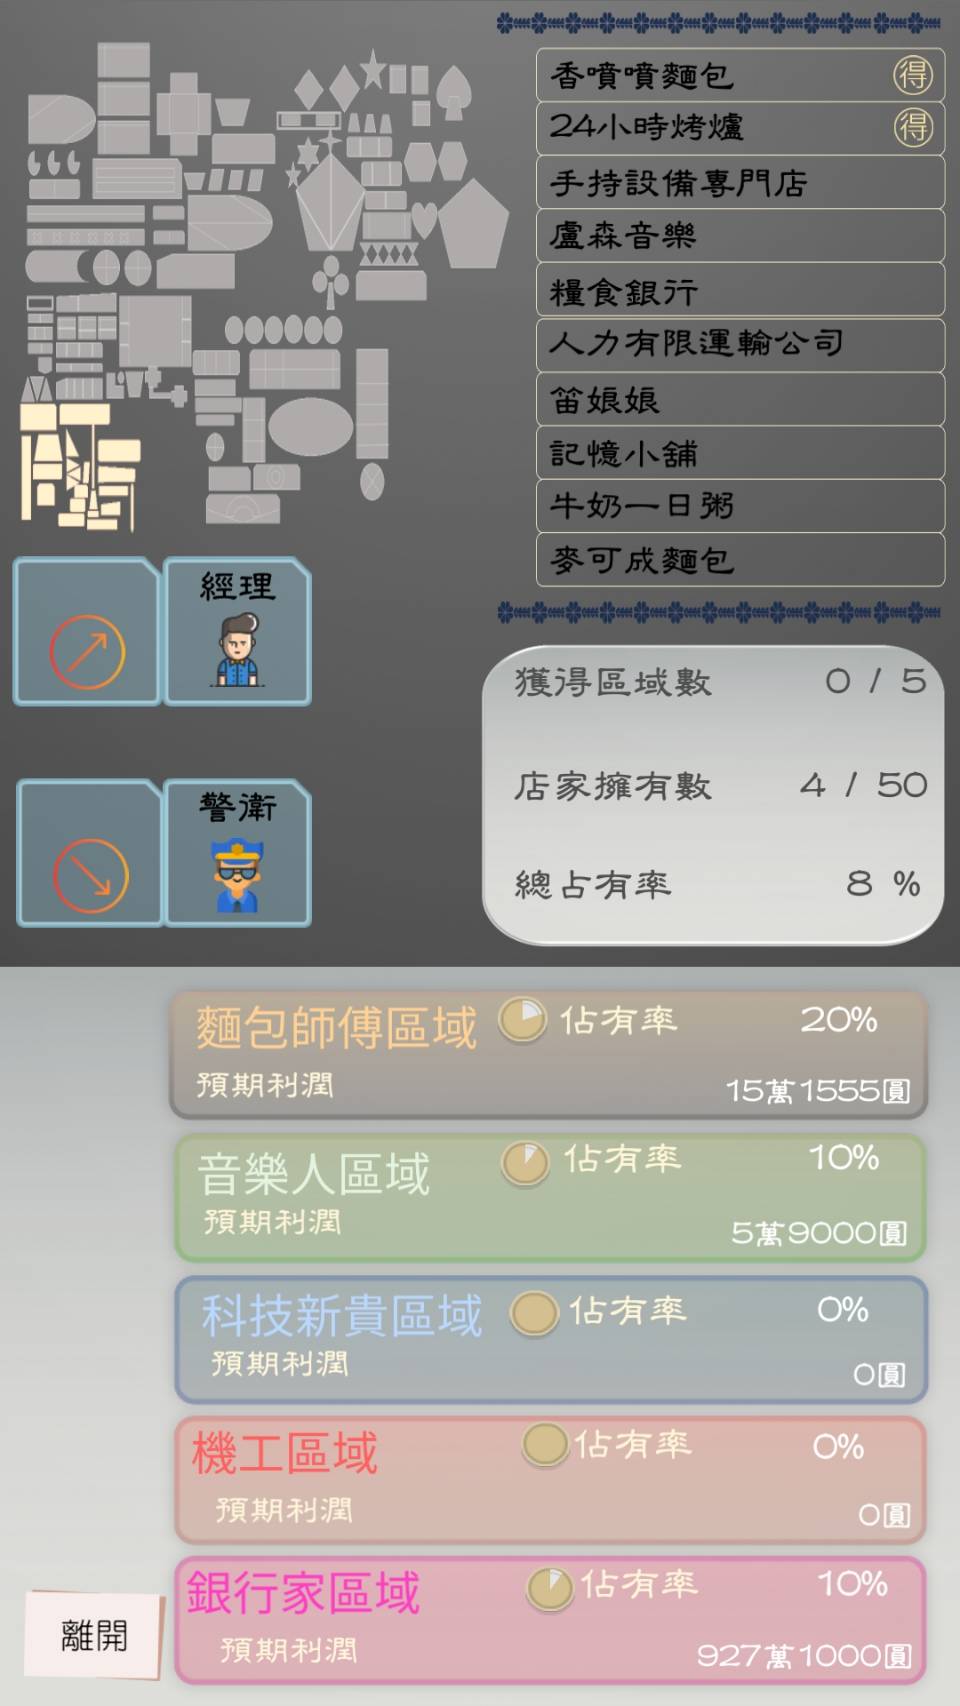 香噴噴麵包 得
24小時烤爐 得
手持設備專門店
盧森音樂
糧食銀行
人力有限運輸公司
笛娘娘
記憶小舖
牛奶一日粥
麥可成麵包
經理
警衛
獲得區域數 0 / 5
店家擁有數 4 / 50
總占有率 8 %
麵包師傅區域 佔有率 20%
預期利潤 15萬1555圓
音樂人區域 佔有率 10%
預期利潤 5萬9000圓
科技新貴區域 佔有率 0%
預期利潤 0圓
機工區域 佔有率 0%
預期利潤 0圓
銀行家區域 佔有率 10%
預期利潤 927萬1000圓
離開